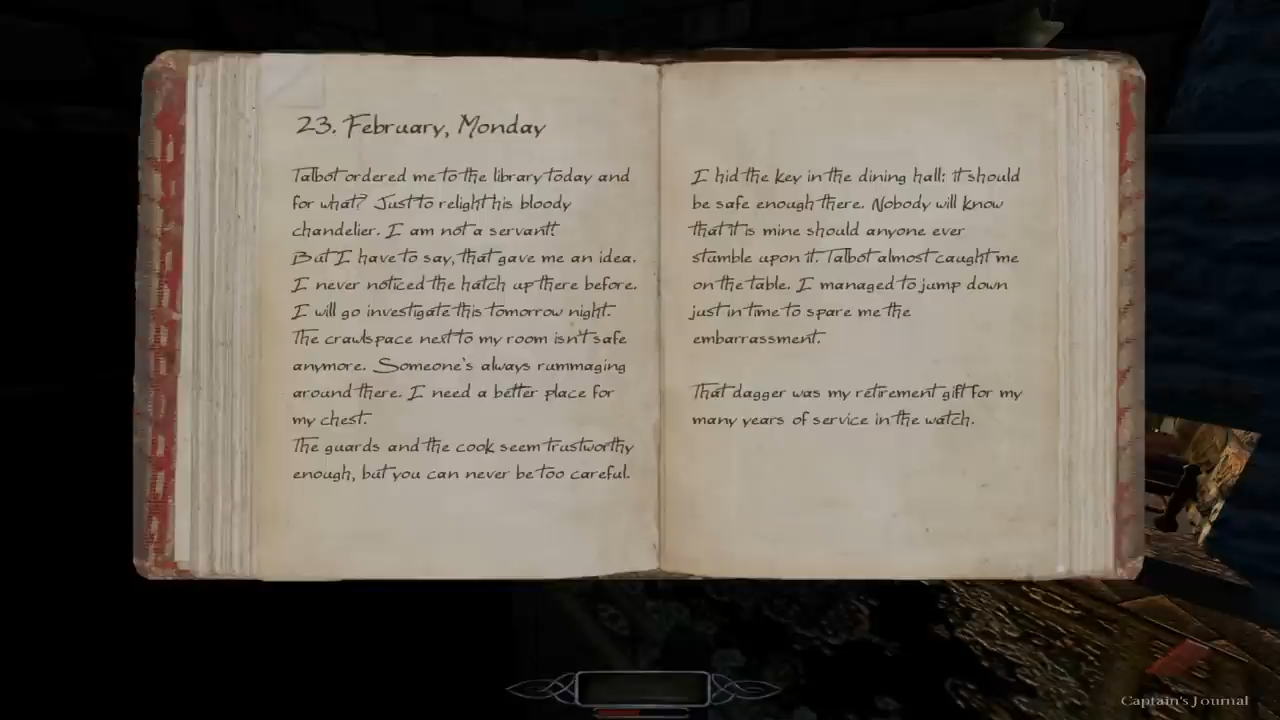 23. February, Monday
Talbot ordered me to the library today and
for what? Just to relight his bloody
chandelier. I am not a servant!
But I have to say, that gave me an idea.
I never noticed the hatch up there before.
I will go investigate this tomorrow night.
The crawlspace next to my room isn't safe
anymore. Someone's always rummaging
around there. I need a better place for
my chest.
The guards and the cook seem trustworthy
enough, but you can never be too careful.
I hid the key in the dining hall: it should
be safe enough there. Nobody will know
that it is mine should anyone ever
stumble upon it. Talbot almost caught me
on the table. I managed to jump down
just in time to spare me the
embarrassment.
That dagger was my retirement gift for my
many years of service in the watch.
Captain's Journal